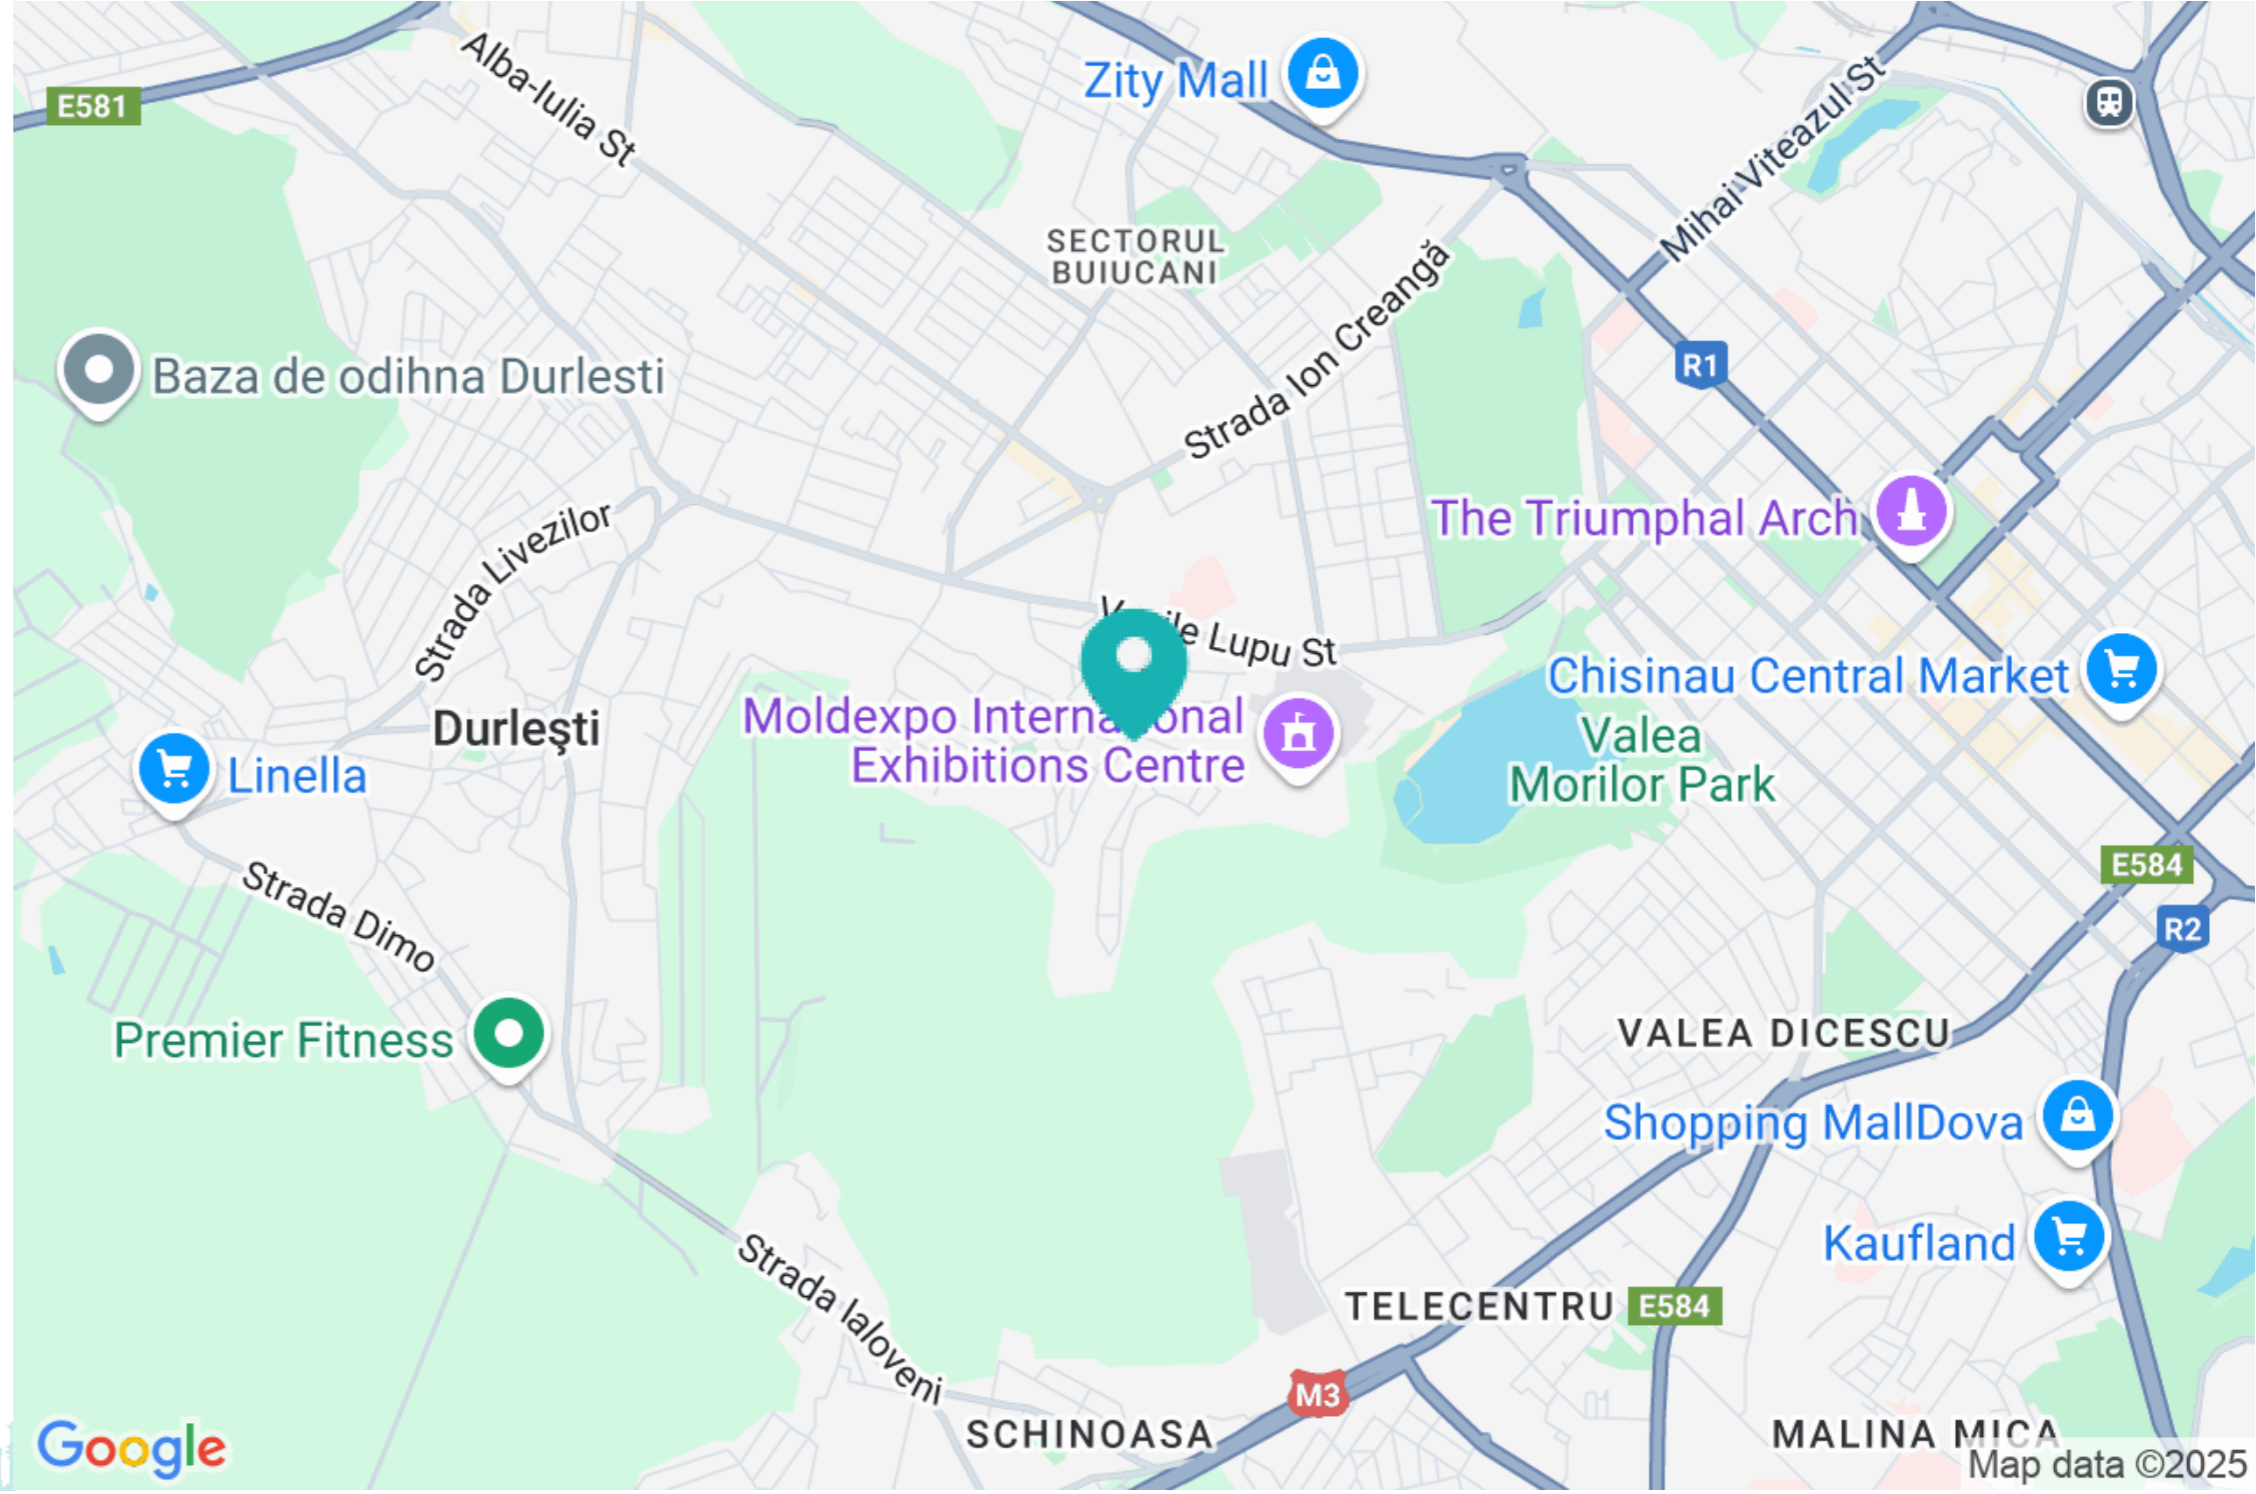 Zity Mall
E581
Alba-Iulia St
Mihai Viteazul St
SECTORUL
BUIUCANI
Strada Ion Creangă
R1
Baza de odihna Durlesti
The Triumphal Arch
Strada Livezilor
Lupu St
Chisinau Central Market
Durleşti
Moldexpo International
Exhibitions Centre
Valea
Morilor Park
Linella
E584
Strada Dimo
R2
Premier Fitness
VALEA DICESCU
Shopping MallDova
Kaufland
Strada Ialoveni
TELECENTRU
E584
M3
SCHINOASA
MALINA MICA
Google
Map data ©2025